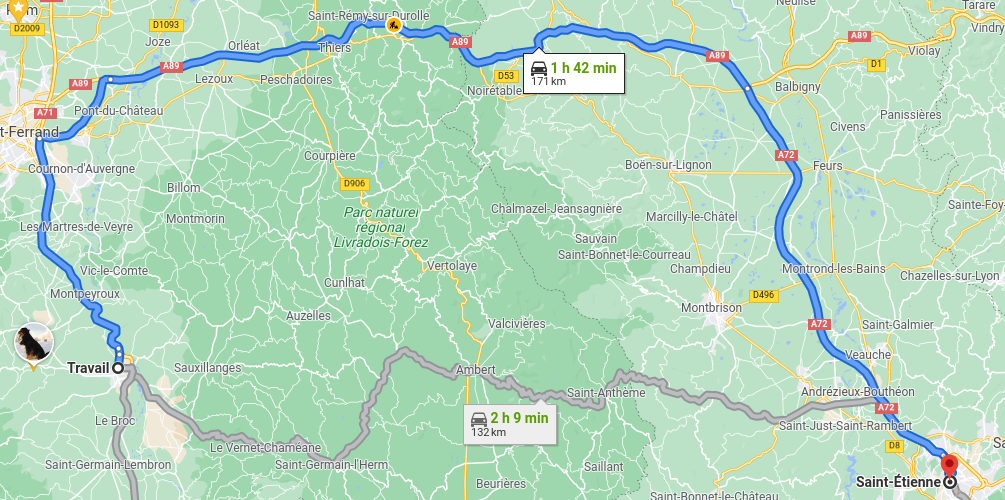 Riom
D2009
D1093
Joze
Orléat
Saint-Rémy-sur-Durolle
Thiers
A89
Neulise
Tarare
Vindry
A89
Violay
D1
A89
A89
Lezoux
Peschadoires
A89
D53
Noirétable
1 h 42 min
171 km
Balbigny
Panissières
A71
Pont-du-Château
t-Ferrand
Civens
A72
Feurs
Courpière
Cournon-d'Auvergne
Billom
D906
Boën-sur-Lignon
Sainte-Foy-
Montmorin
Les Martres-de-Veyre
Parc naturel
régional
Livradois-Forez
Chalmazel-Jeansagnière
Marcilly-le-Châtel
Sauvain
Saint-Bonnet-le-Courreau
Vic-le-Comte
Vertolaye
Champdieu
Montrond-les-Bains
Chazelles-sur-Lyon
Cunlhat
Montpeyroux
D496
Montbrison
Auzelles
Valcivières
A72
Saint-Galmier
Veauche
Travail
Sauxillanges
Ambert
Saint-Anthème
Andrézieux-Bouthéon
A72
Le Broc
2 h 9 min
132 km
Saint-Just-Saint-Rambert
Le Vernet-Chaméane
D8
Saint-Germain-Lembron
Saint-Germain-l'Herm
Saillant
Beurières
Saint-Bonnet-le-Château
Saint-Étienne